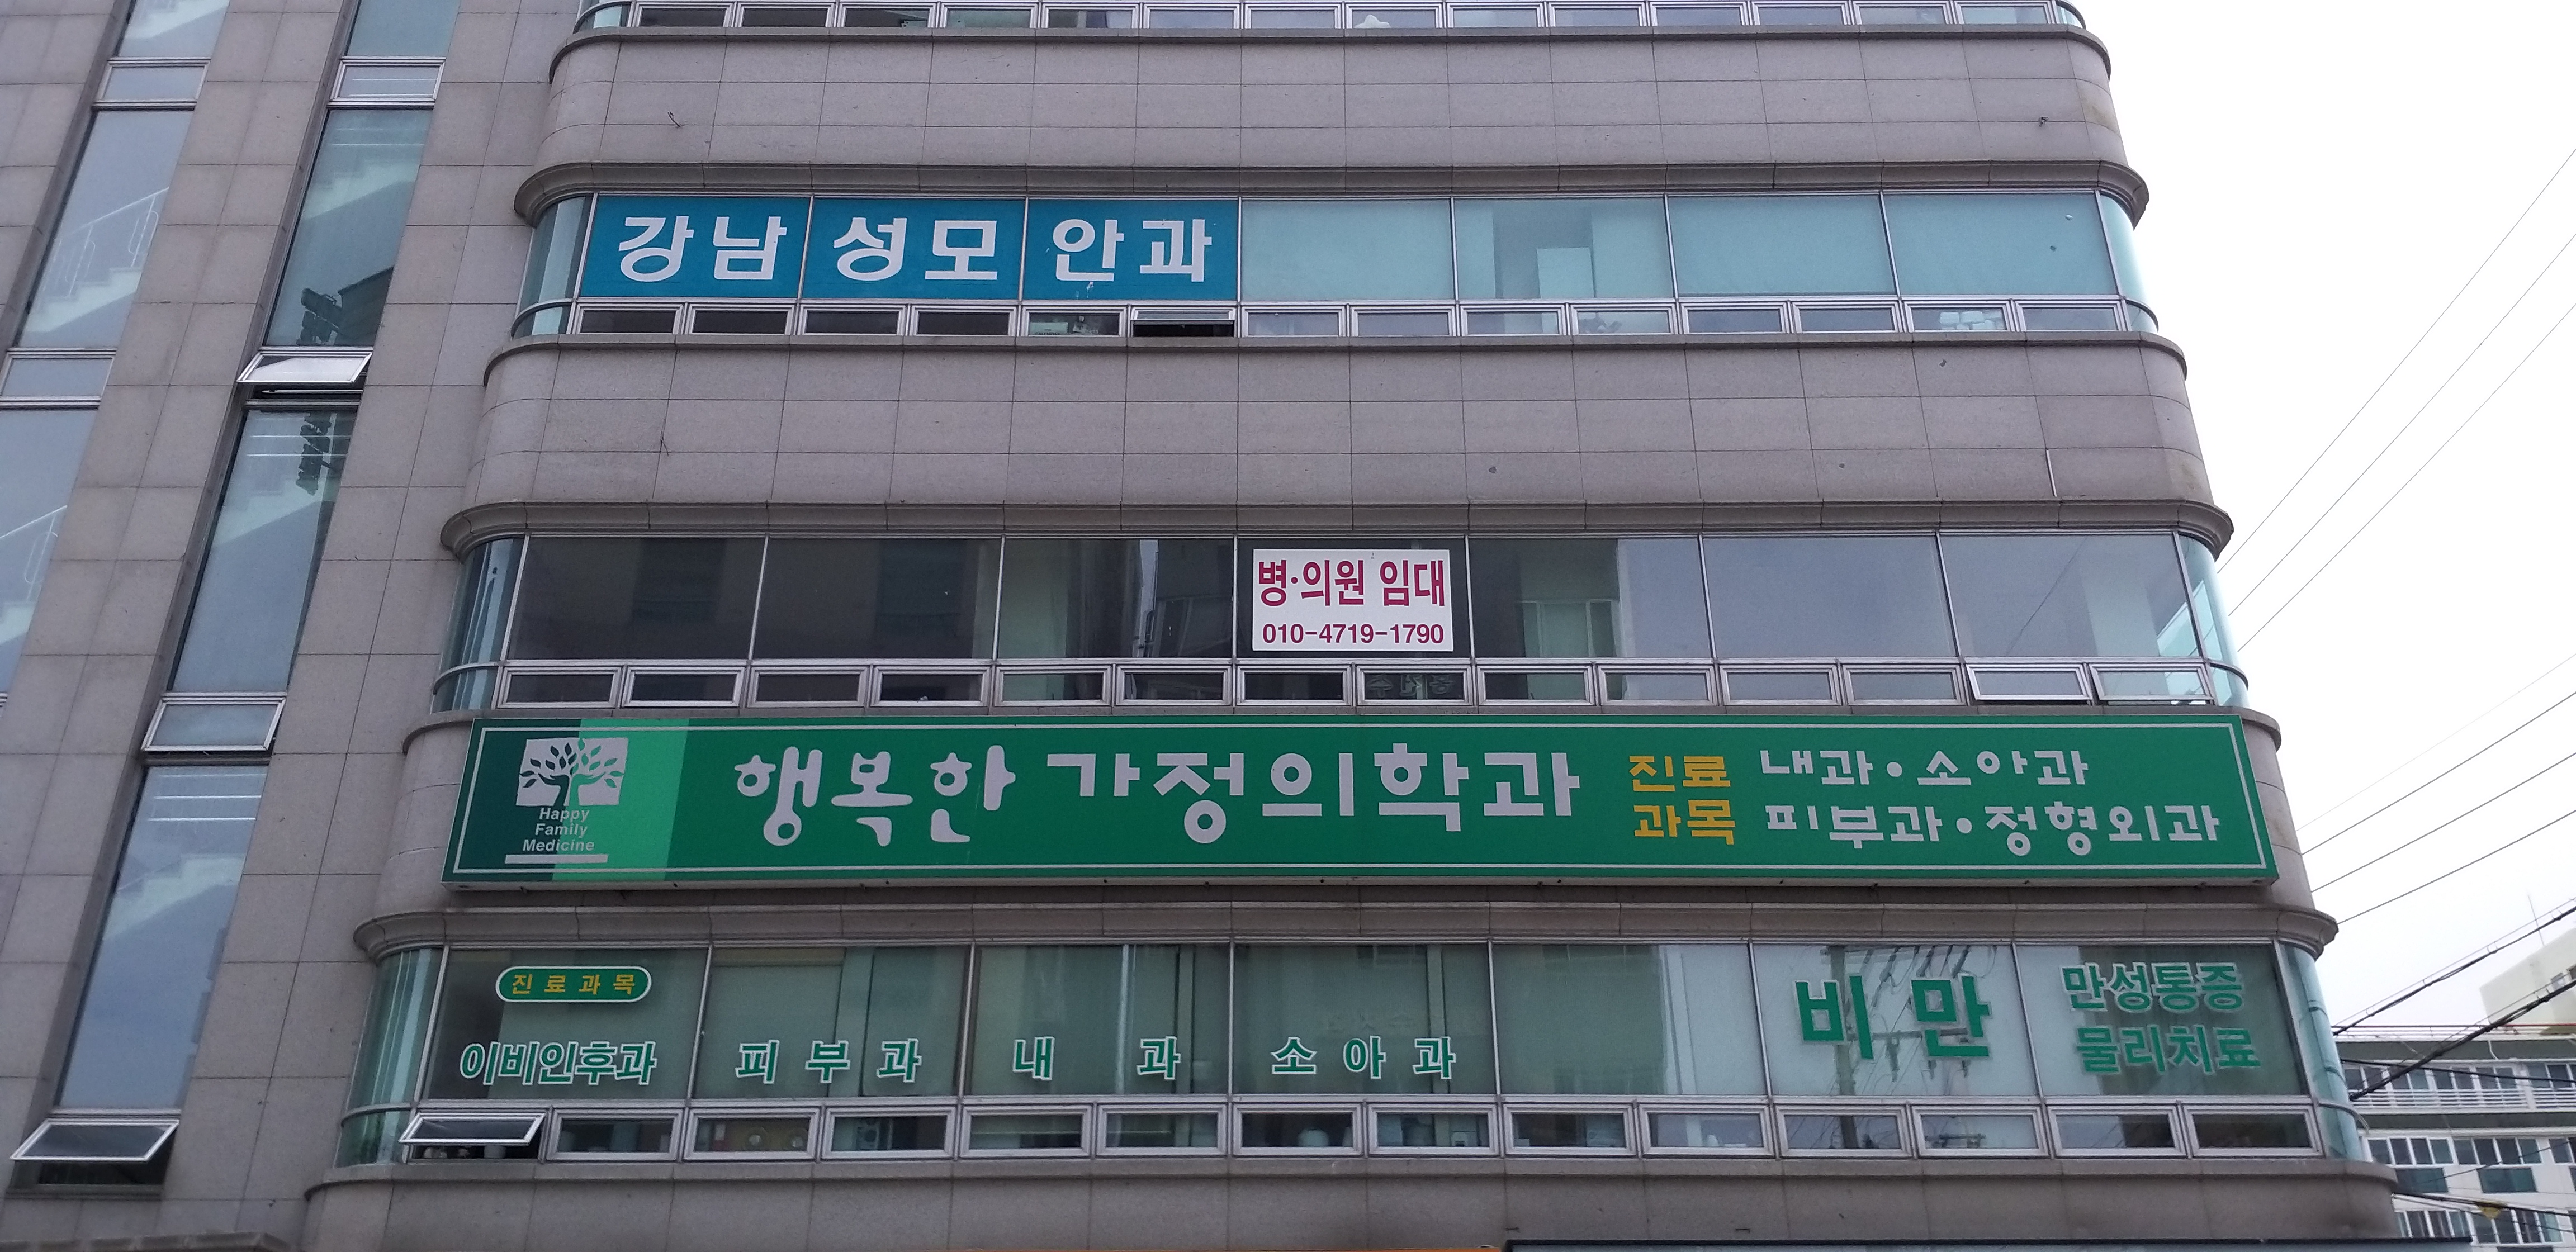 강남성모안과
병·의원 임대
010-4719-1790
Happy
Family
Medicine
행복한 가정의학과
진료
과목
내과·소아과
피부과·정형외과
진료과목
이비인후과 피부과 내과 소아과
비만
만성통증
물리치료